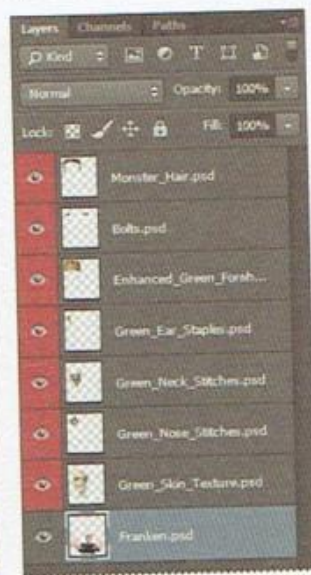 Layers Channels Paths
Kind T
Normal Opacity: 100%
Lock: Fill: 100%
Monster_Hair.psd
Bolts.psd
Enhanced_Green_Foreh...
Green_Ear_Staples.psd
Green_Neck_Stitches.psd
Green_Nose_Stitches.psd
Green_Skin_Texture.psd
Franken.psd